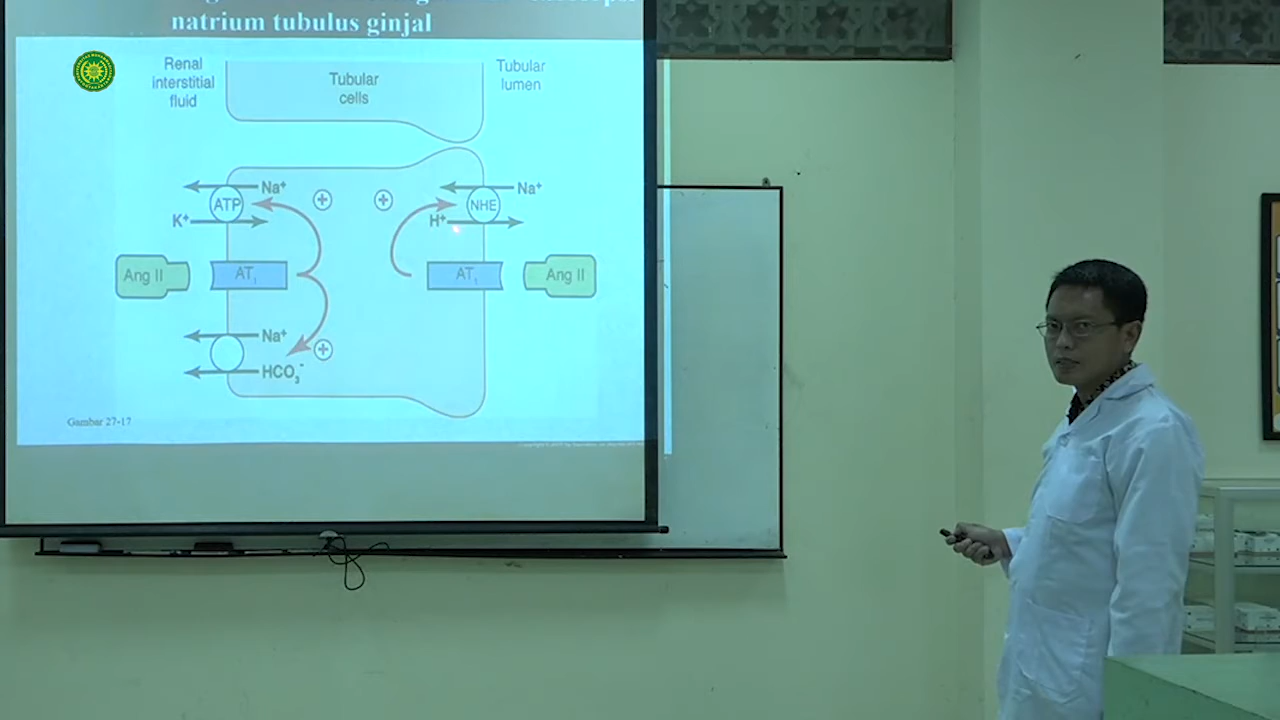 natrium tubulus ginjal
Renal
interstitial
fluid
Tubular
cells
Tubular
lumen
Na⁺
ATP
K⁺
Na⁺
NHE
H⁺
Ang II
AT₁
AT₁
Ang II
Na⁺
HCO₃⁻
Gambar 27-17